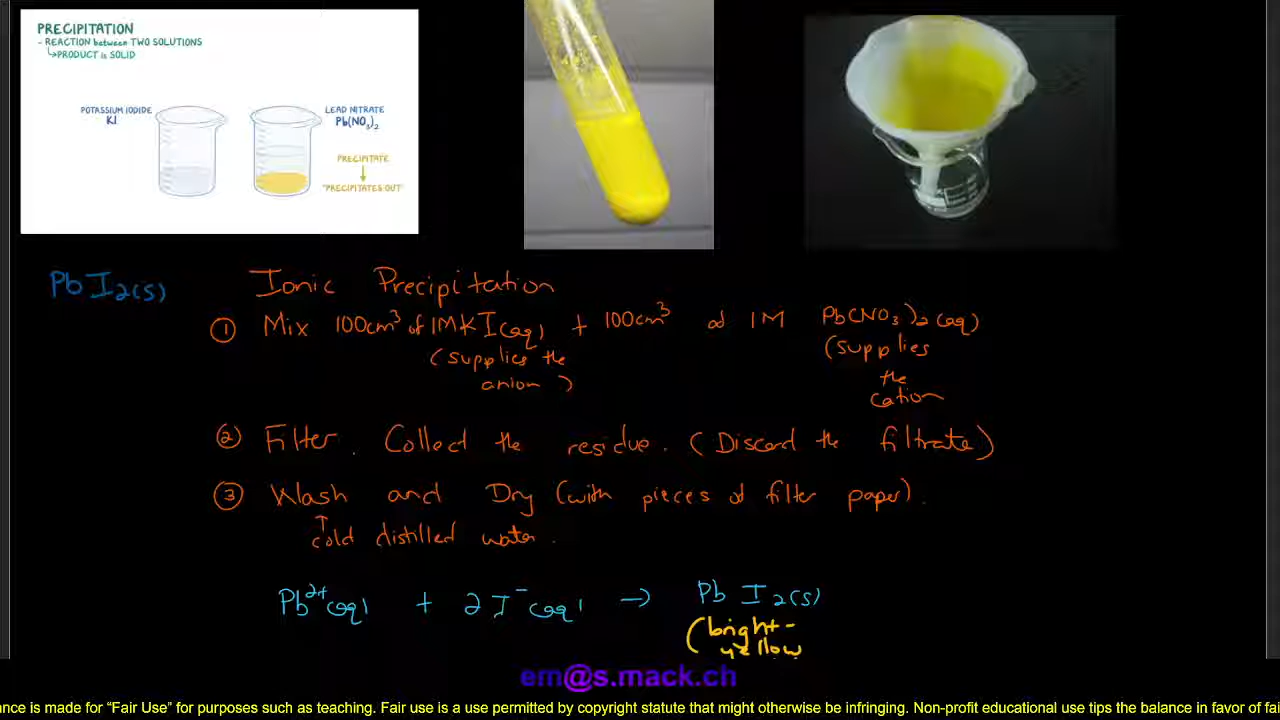 PRECIPITATION
- REACTION between TWO SOLUTIONS
↳PRODUCT is SOLID
POTASSIUM IODIDE
KI
LEAD NITRATE
Pb(NO₃)₂
PRECIPITATE
↓
"PRECIPITATES OUT"
PbI₂(s)
Ionic Precipitation
① Mix 100cm³ of 1M KI(aq) + 100cm³ of 1M Pb(NO₃)₂(aq)
(supplies the
anion)
(supplies
the
cation
② Filter. Collect the residue. (Discard the filtrate)
③ Wash and Dry (with pieces of filter paper).
↑
cold distilled water.
Pb²⁺(aq) + 2I⁻(aq) → PbI₂(s)
(bright-
yellow
em@s.mack.ch
nce is made for “Fair Use” for purposes such as teaching. Fair use is a use permitted by copyright statute that might otherwise be infringing. Non-profit educational use tips the balance in favor of fai